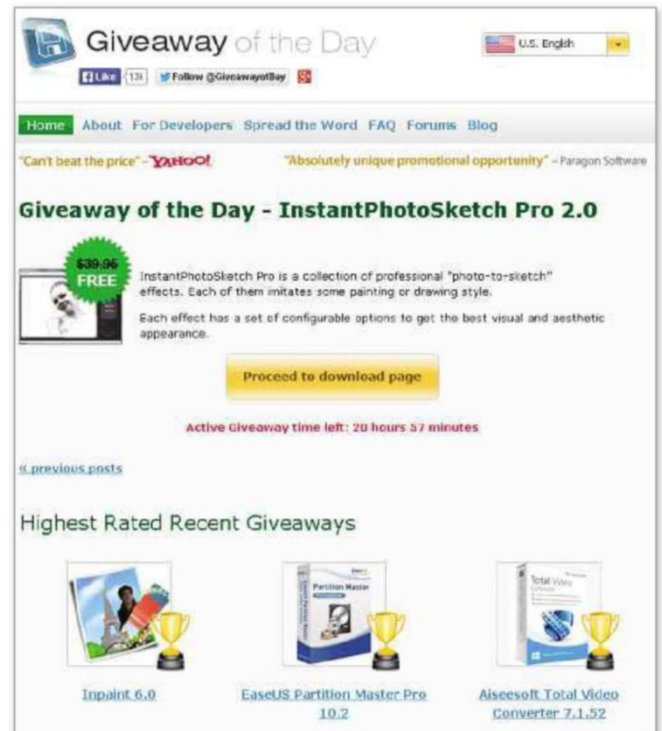 Giveaway of the Day
U.S. English
Like 13k Follow @GiveawayotDay
Home About For Developers Spread the Word FAQ Forums Blog
"Can't beat the price" – YAHOO! "Absolutely unique promotional opportunity" – Paragon Software
Giveaway of the Day - InstantPhotoSketch Pro 2.0
$39.96
FREE
InstantPhotoSketch Pro is a collection of professional "photo-to-sketch"
effects. Each of them imitates some painting or drawing style.
Each effect has a set of configurable options to get the best visual and aesthetic
appearance.
Proceed to download page
Active Giveaway time left: 20 hours 57 minutes
« previous posts
Highest Rated Recent Giveaways
Partition Master
Total Video
Inpaint 6.0
EaseUS Partition Master Pro
10.2
Aiseesoft Total Video
Converter 7.1.52